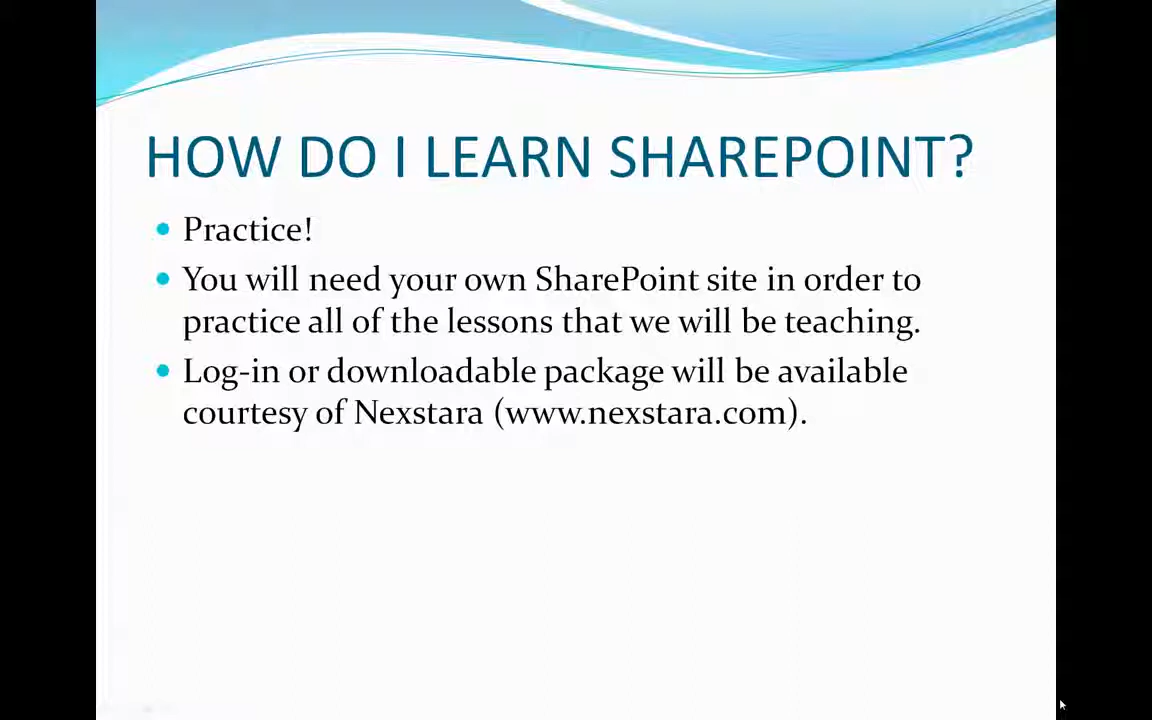 HOW DO I LEARN SHAREPOINT?
• Practice!
• You will need your own SharePoint site in order to
practice all of the lessons that we will be teaching.
• Log-in or downloadable package will be available
courtesy of Nexstara (www.nexstara.com).